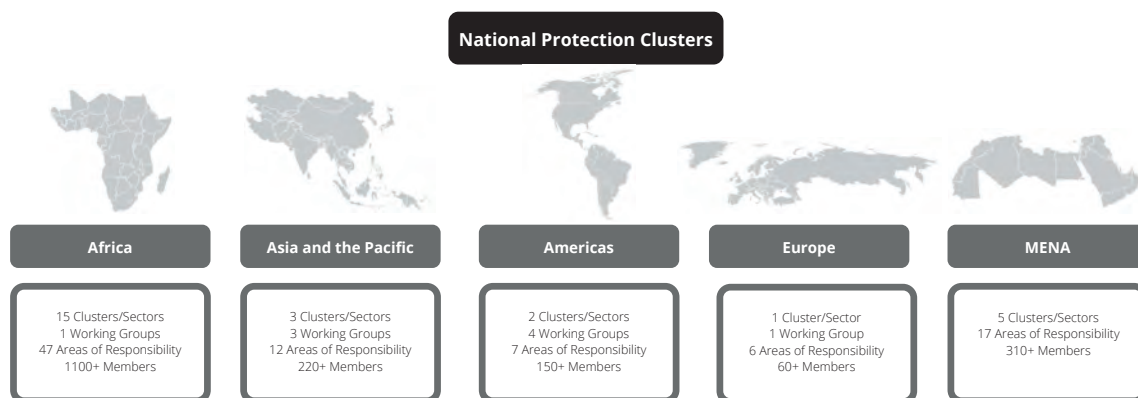 National Protection Clusters
Africa
15 Clusters/Sectors
1 Working Groups
47 Areas of Responsibility
1100+ Members
Asia and the Pacific
3 Clusters/Sectors
3 Working Groups
12 Areas of Responsibility
220+ Members
Americas
2 Clusters/Sectors
4 Working Groups
7 Areas of Responsibility
150+ Members
Europe
1 Cluster/Sector
1 Working Group
6 Areas of Responsibility
60+ Members
MENA
5 Clusters/Sectors
17 Areas of Responsibility
310+ Members